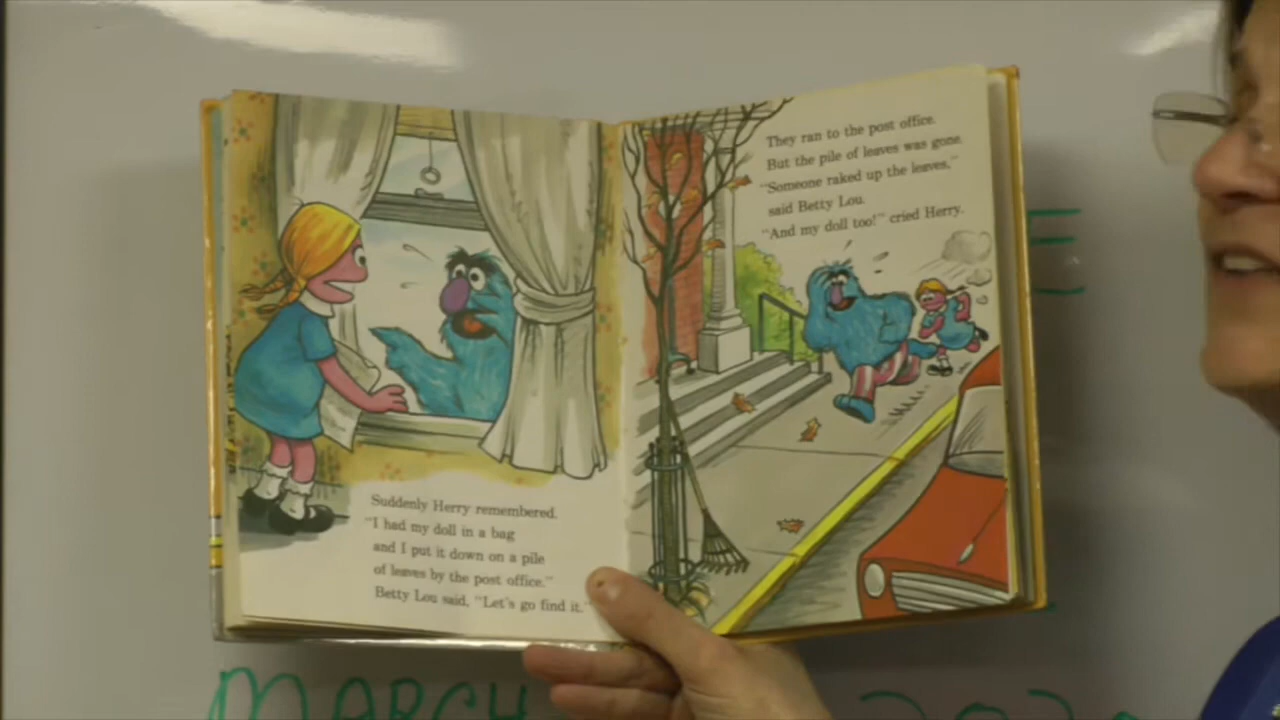 Suddenly Herry remembered.
"I had my doll in a bag
and I put it down on a pile
of leaves by the post office."
Betty Lou said, "Let's go find it."
They ran to the post office.
But the pile of leaves was gone.
"Someone raked up the leaves,"
said Betty Lou.
"And my doll too!" cried Herry.
E
MARCH